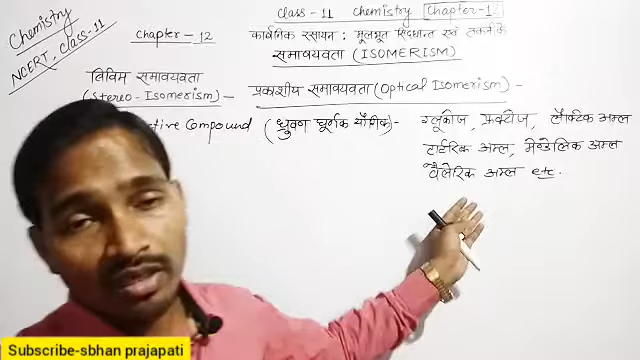 Chemistry
NCERT, class-11
Class - 11 Chemistry Chapter-12
Chapter - 12 कार्बनिक रसायन : मूलभूत सिद्धान्त एवं तकनीके
समावयवता (ISOMERISM)
त्रिविम समावयवता
(Stereo-Isomerism)
प्रकाशीय समावयवता (Optical Isomerism) -
ctive Compound (ध्रुवण घूर्णक यौगिक)-
ग्लूकोज, फ्रक्टोज, लैक्टिक अम्ल
टार्टरिक अम्ल, मेण्डेलिक अम्ल
वैलेरिक अम्ल etc.
Subscribe-sbhan prajapati